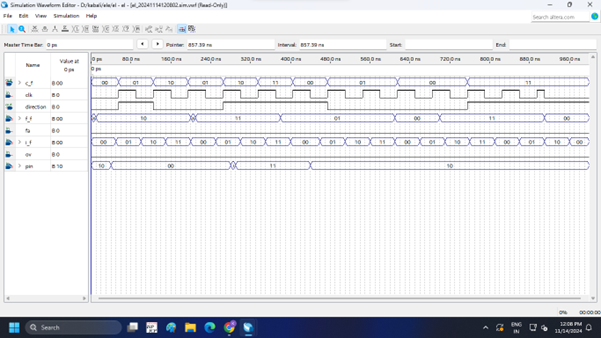 Simulation Waveform Editor - D:/kabali/ele/al - el - [el_20241114120802.sim.vwf (Read-Only)]
File Edit View Simulation Help
Search altera.com
Master Time Bar: 0 ps Pointer: 857.39 ns Interval: 857.39 ns Start: End:
Name Value at 0 ps
0 ps 80.0 ns 160.0 ns 240.0 ns 320.0 ns 400.0 ns 480.0 ns 560.0 ns 640.0 ns 720.0 ns 800.0 ns 880.0 ns 960.0 ns
0 ps
c_f B 00 00 01 10 01 10 11 00 01 00 11
clk B 0
direction B 0
f_f B 00 10 11 01 00 11 00
fa B 0
r_f B 00 00 01 10 11 00 01 10 11 00 01 10 11 00 01 10 11 00 01 10 00
ov B 0
pin B 10 10 00 11 10
0% 00:00:00
Search
ENG
IN
12:08 PM
11/14/2024